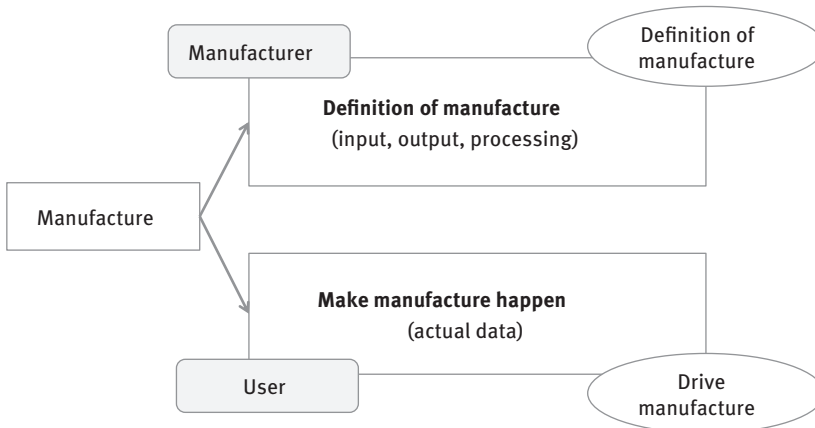 Manufacturer
Definition of
manufacture
Definition of manufacture
(input, output, processing)
Manufacture
Make manufacture happen
(actual data)
User
Drive
manufacture